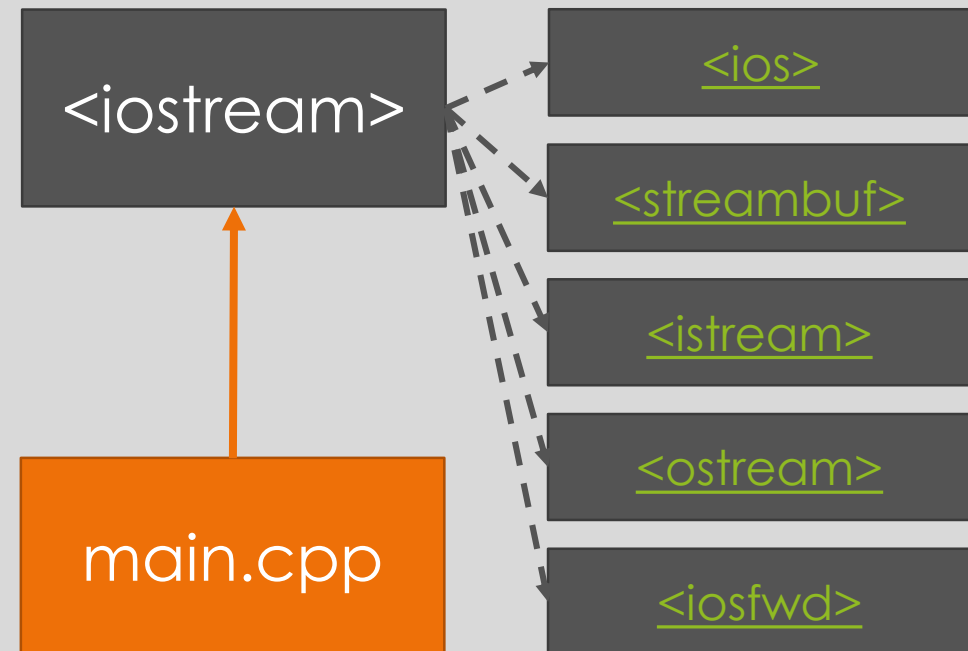 <iostream>
<ios>
<streambuf>
<istream>
<ostream>
main.cpp
<iosfwd>